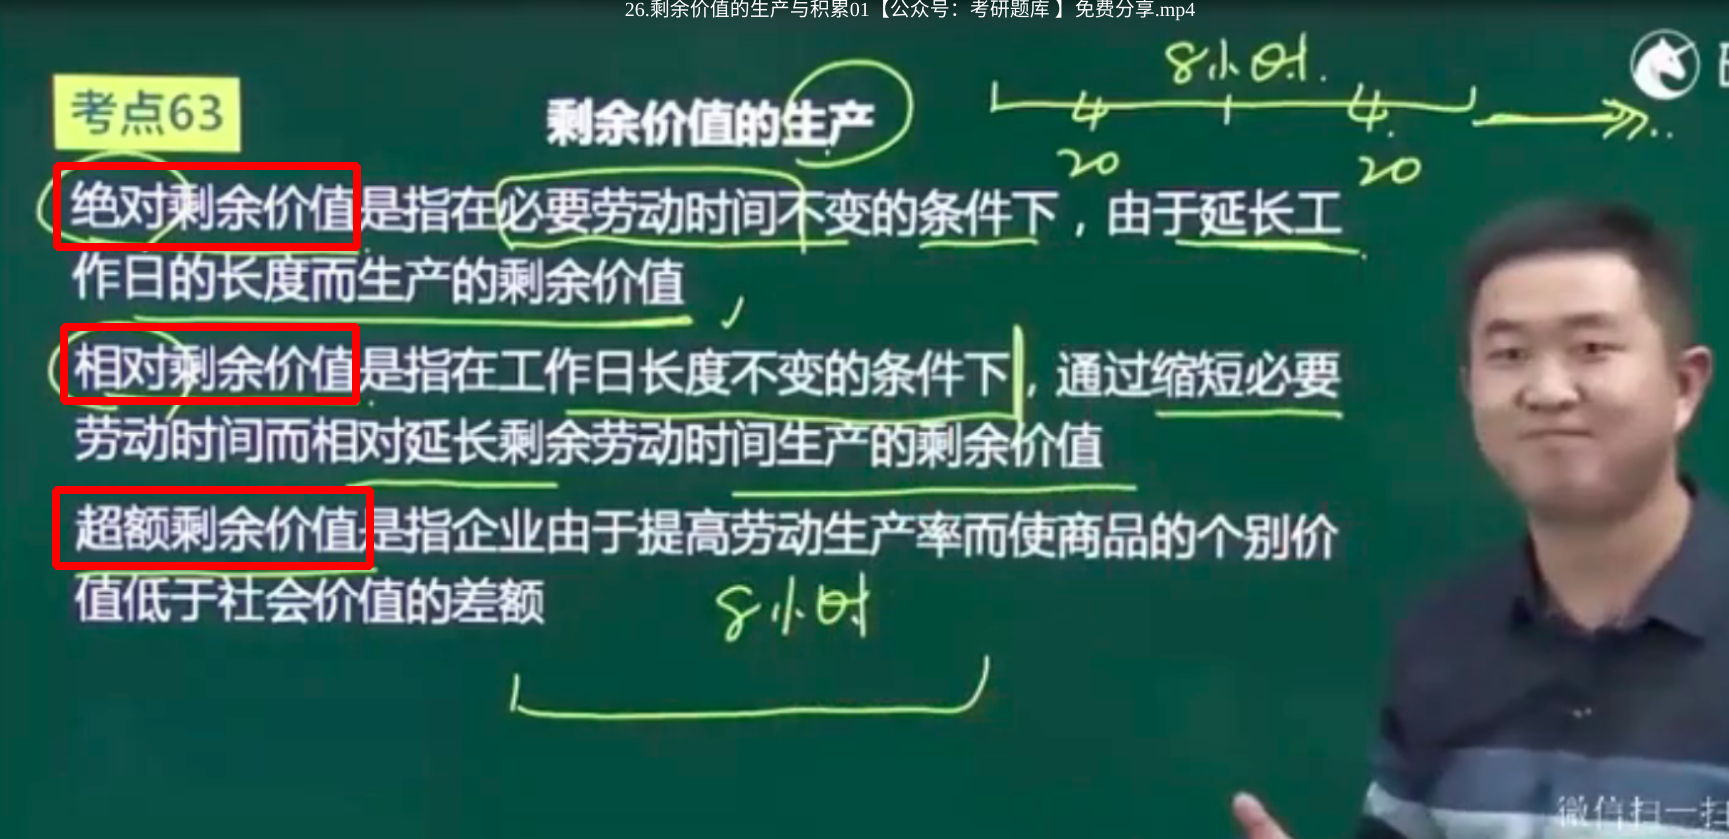 26.剩余价值的生产与积累01【公众号：考研题库 】免费分享.mp4
8小时.
考点63
剩余价值的生产
4 4.
20 20
绝对剩余价值是指在必要劳动时间不变的条件下，由于延长工
作日的长度而生产的剩余价值
相对剩余价值是指在工作日长度不变的条件下，通过缩短必要
劳动时间而相对延长剩余劳动时间生产的剩余价值
超额剩余价值是指企业由于提高劳动生产率而使商品的个别价
值低于社会价值的差额
8小时
微信扫一扫